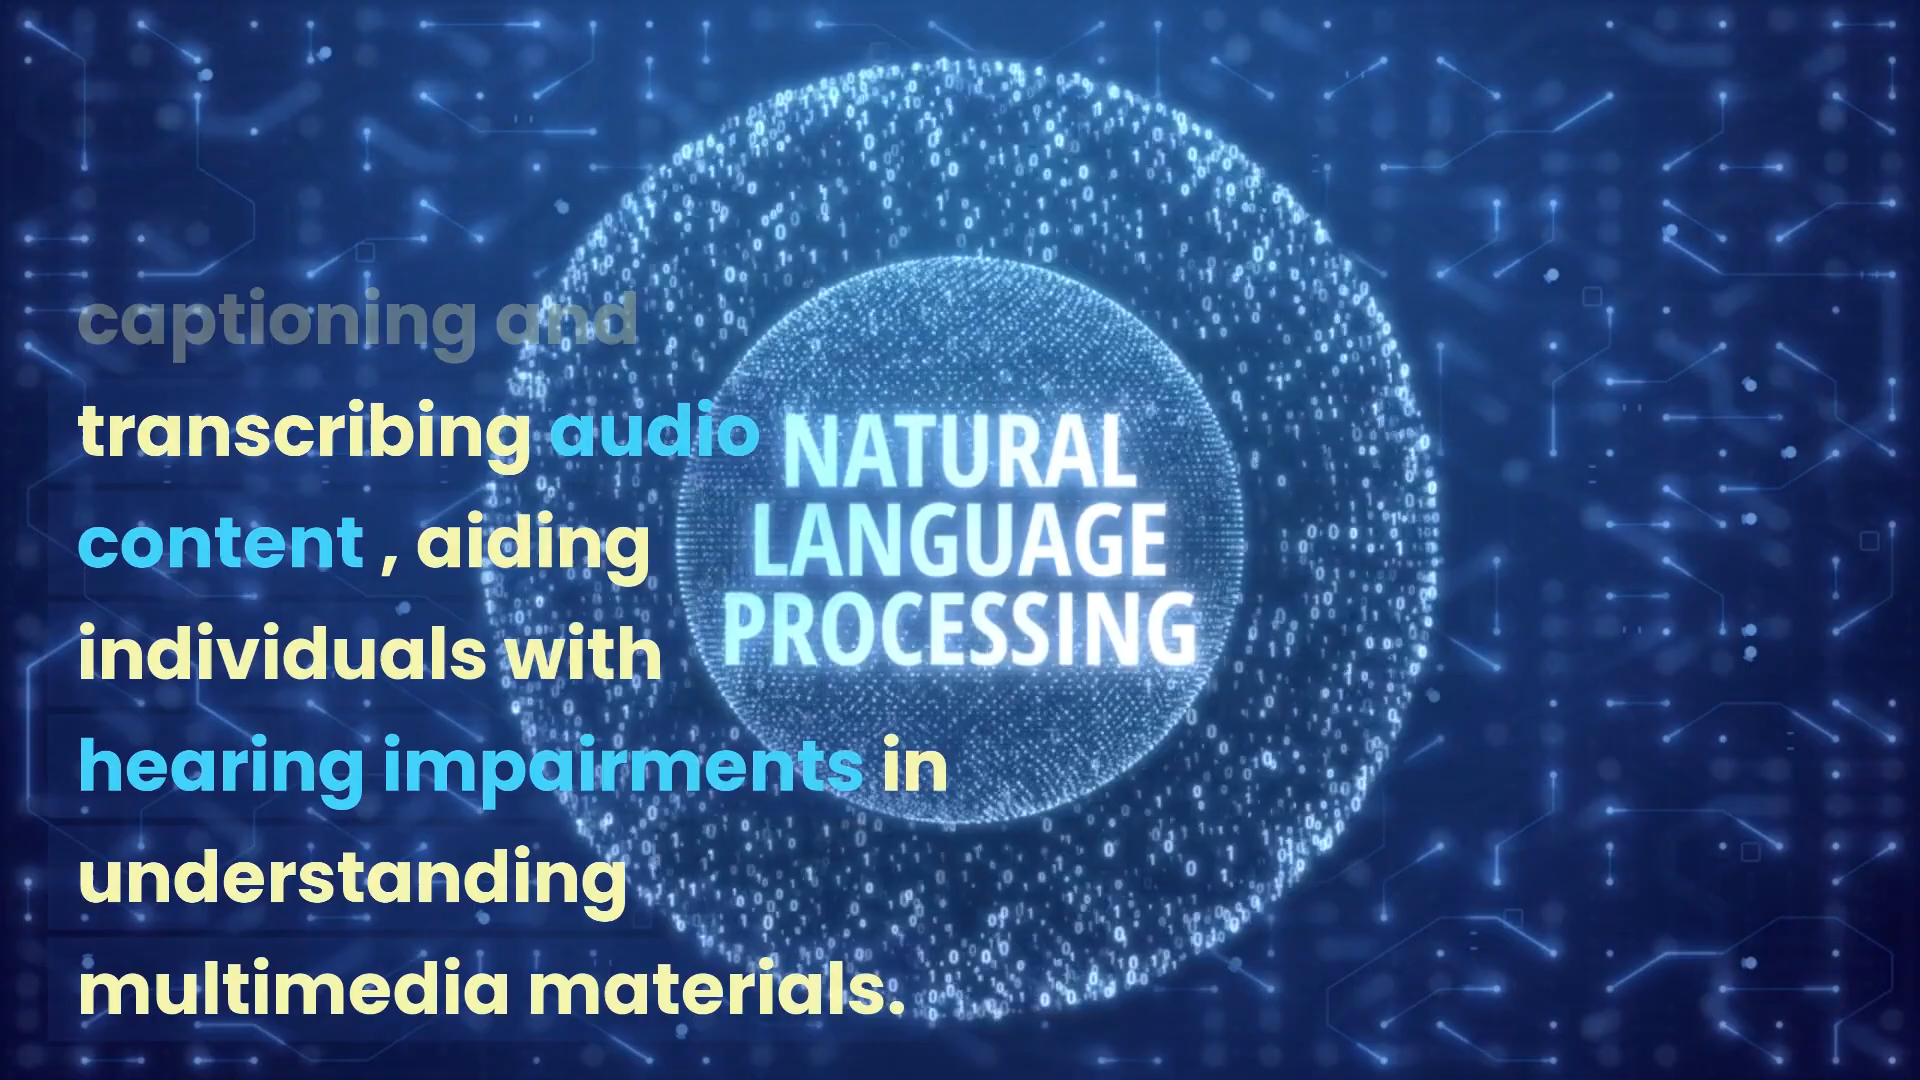 captioning and
transcribing audio
content , aiding
individuals with
hearing impairments in
understanding
multimedia materials.
NATURAL
LANGUAGE
PROCESSING